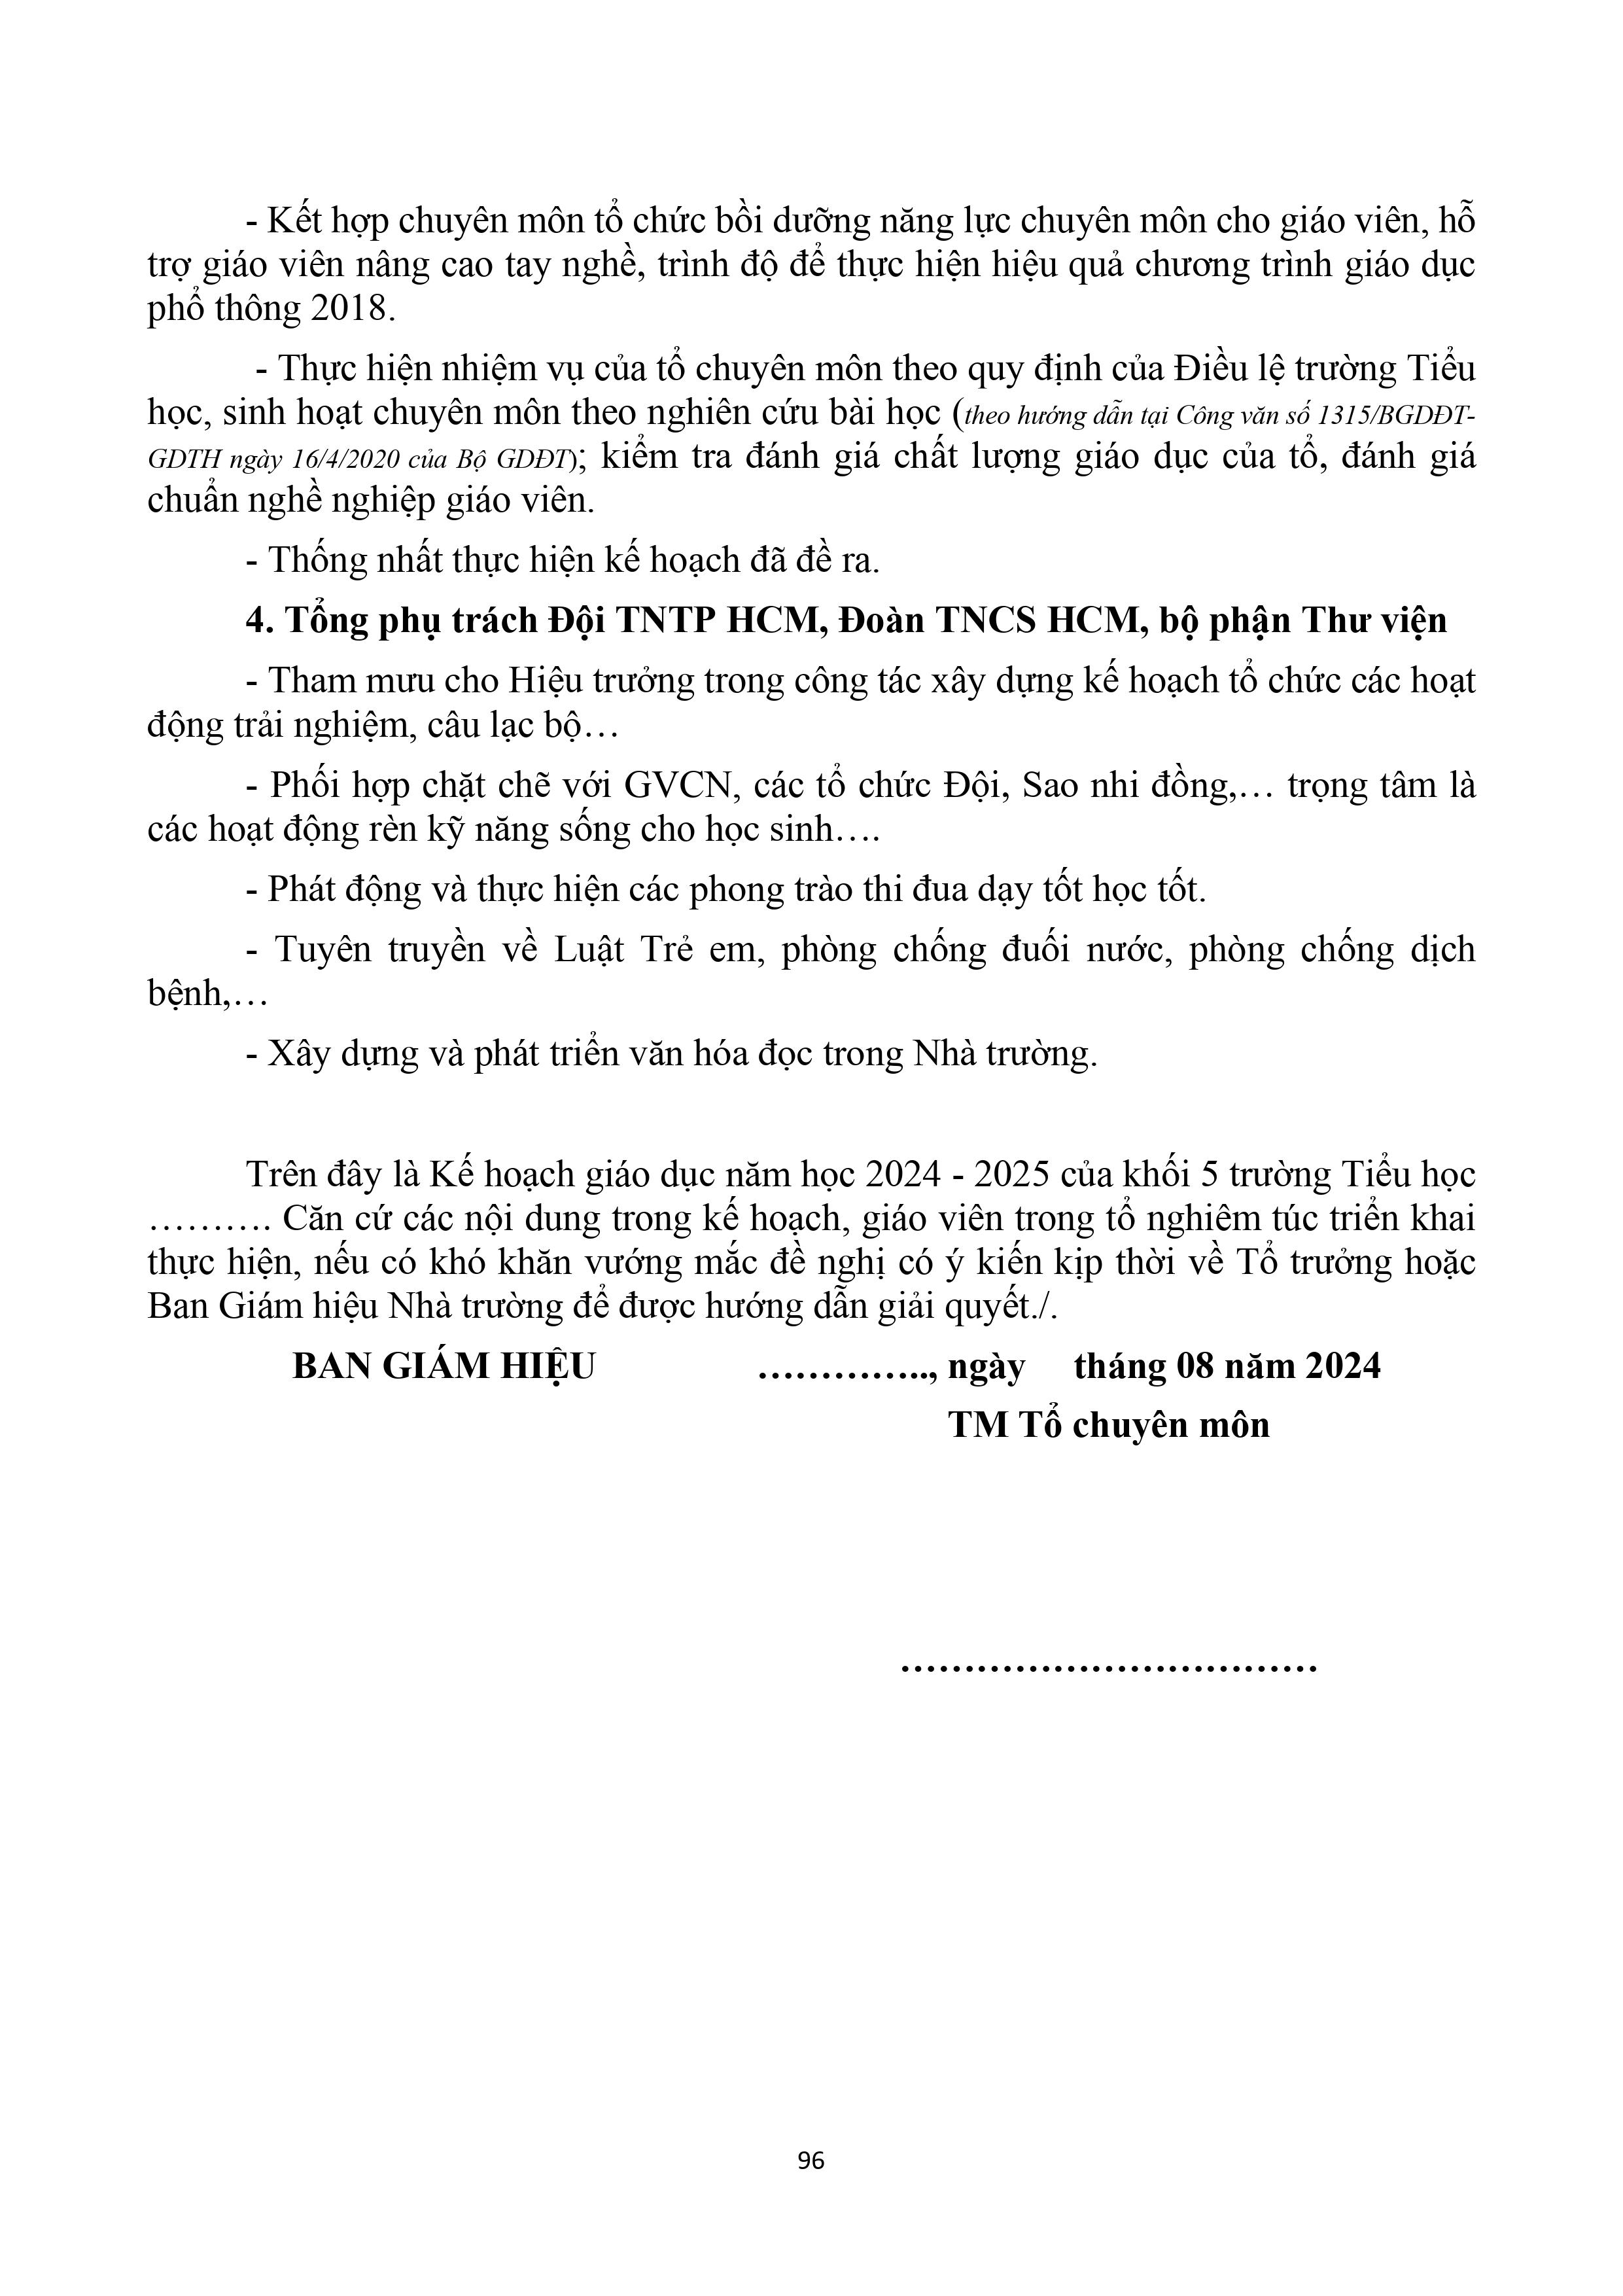 - Kết hợp chuyên môn tổ chức bồi dưỡng năng lực chuyên môn cho giáo viên, hỗ
trợ giáo viên nâng cao tay nghề, trình độ để thực hiện hiệu quả chương trình giáo dục
phổ thông 2018.
- Thực hiện nhiệm vụ của tổ chuyên môn theo quy định của Điều lệ trường Tiểu
học, sinh hoạt chuyên môn theo nghiên cứu bài học (theo hướng dẫn tại Công văn số 1315/BGDĐT-
GDTH ngày 16/4/2020 của Bộ GDĐT); kiểm tra đánh giá chất lượng giáo dục của tổ, đánh giá
chuẩn nghề nghiệp giáo viên.
- Thống nhất thực hiện kế hoạch đã đề ra.
4. Tổng phụ trách Đội TNTP HCM, Đoàn TNCS HCM, bộ phận Thư viện
- Tham mưu cho Hiệu trưởng trong công tác xây dựng kế hoạch tổ chức các hoạt
động trải nghiệm, câu lạc bộ…
- Phối hợp chặt chẽ với GVCN, các tổ chức Đội, Sao nhi đồng,… trọng tâm là
các hoạt động rèn kỹ năng sống cho học sinh….
- Phát động và thực hiện các phong trào thi đua dạy tốt học tốt.
- Tuyên truyền về Luật Trẻ em, phòng chống đuối nước, phòng chống dịch
bệnh,…
- Xây dựng và phát triển văn hóa đọc trong Nhà trường.
Trên đây là Kế hoạch giáo dục năm học 2024 - 2025 của khối 5 trường Tiểu học
………. Căn cứ các nội dung trong kế hoạch, giáo viên trong tổ nghiêm túc triển khai
thực hiện, nếu có khó khăn vướng mắc đề nghị có ý kiến kịp thời về Tổ trưởng hoặc
Ban Giám hiệu Nhà trường để được hướng dẫn giải quyết./.
BAN GIÁM HIỆU ………….., ngày tháng 08 năm 2024
TM Tổ chuyên môn
……………………………
96